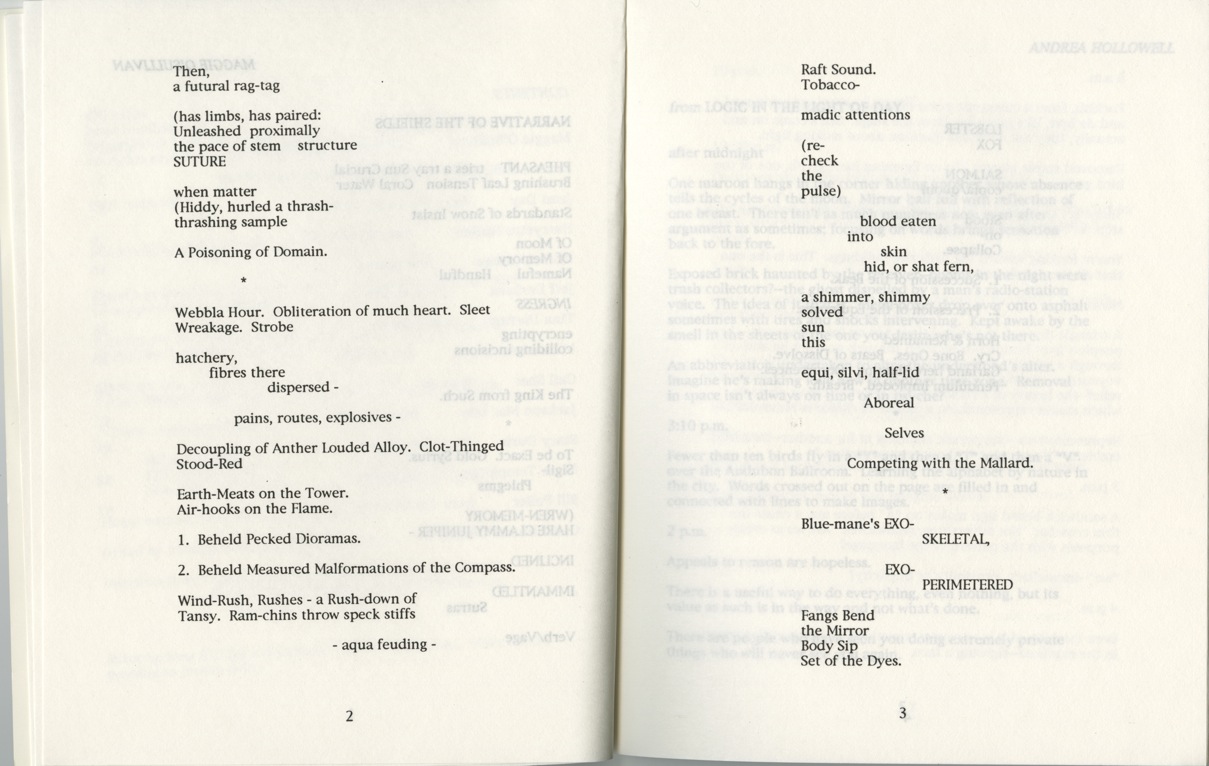 Then,
a futural rag-tag
(has limbs, has paired:
Unleashed proximally
the pace of stem structure
SUTURE
when matter
(Hiddy, hurled a thrash-
thrashing sample
A Poisoning of Domain.
*
Webbla Hour. Obliteration of much heart. Sleet
Wreakage. Strobe
hatchery,
fibres there
dispersed -
pains, routes, explosives -
Decoupling of Anther Louded Alloy. Clot-Thinged
Stood-Red
Earth-Meats on the Tower.
Air-hooks on the Flame.
1. Beheld Pecked Dioramas.
2. Beheld Measured Malformations of the Compass.
Wind-Rush, Rushes - a Rush-down of
Tansy. Ram-chins throw speck stiffs
- aqua feuding -
2
Raft Sound.
Tobacco-
madic attentions
(re-
check
the
pulse)
blood eaten
into
skin
hid, or shat fern,
a shimmer, shimmy
solved
sun
this
equi, silvi, half-lid
Aboreal
Selves
Competing with the Mallard.
*
Blue-mane's EXO-
SKELETAL,
EXO-
PERIMETERED
Fangs Bend
the Mirror
Body Sip
Set of the Dyes.
3